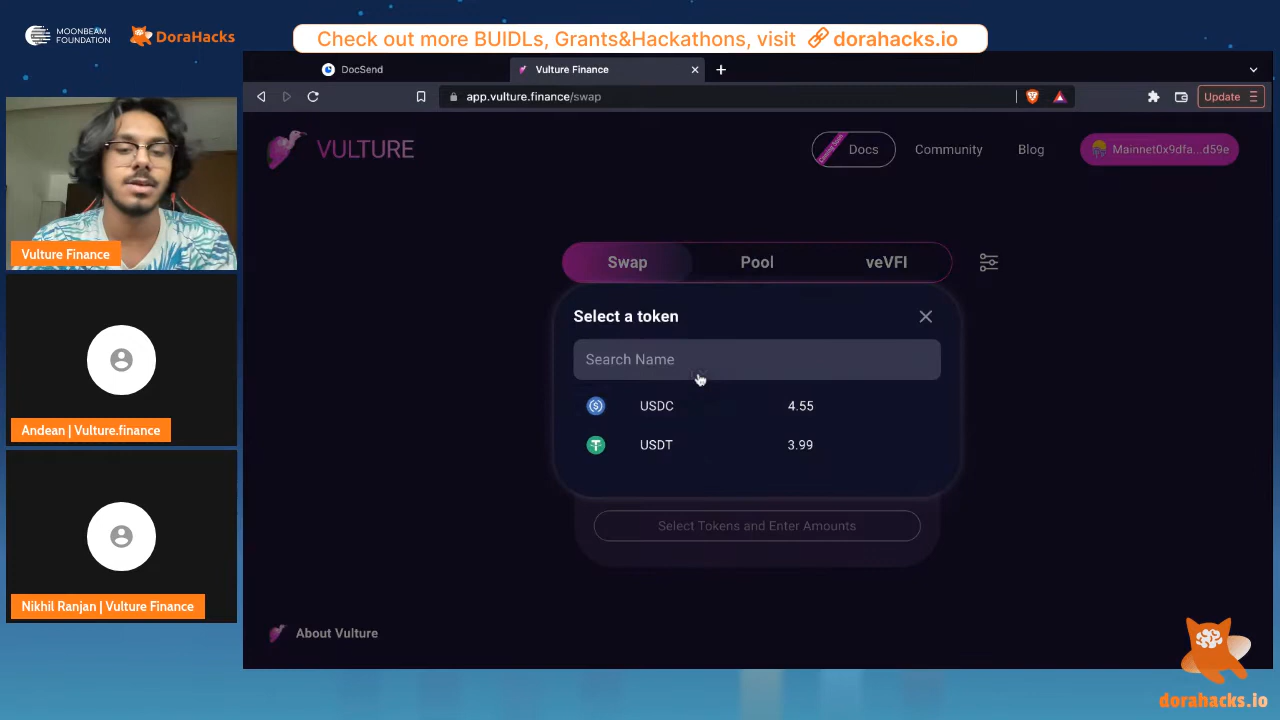 MOONBEAM
FOUNDATION
DoraHacks
Check out more BUIDLs, Grants&Hackathons, visit dorahacks.io
DocSend
Vulture Finance
app.vulture.finance/swap
Update
VULTURE
Coming Soon
Docs
Community
Blog
Mainnet0x9dfa...d59e
Vulture Finance
Swap
Pool
veVFI
Select a token
Search Name
USDC 4.55
USDT 3.99
Andean | Vulture.finance
Select Tokens and Enter Amounts
Nikhil Ranjan | Vulture Finance
About Vulture
dorahacks.io